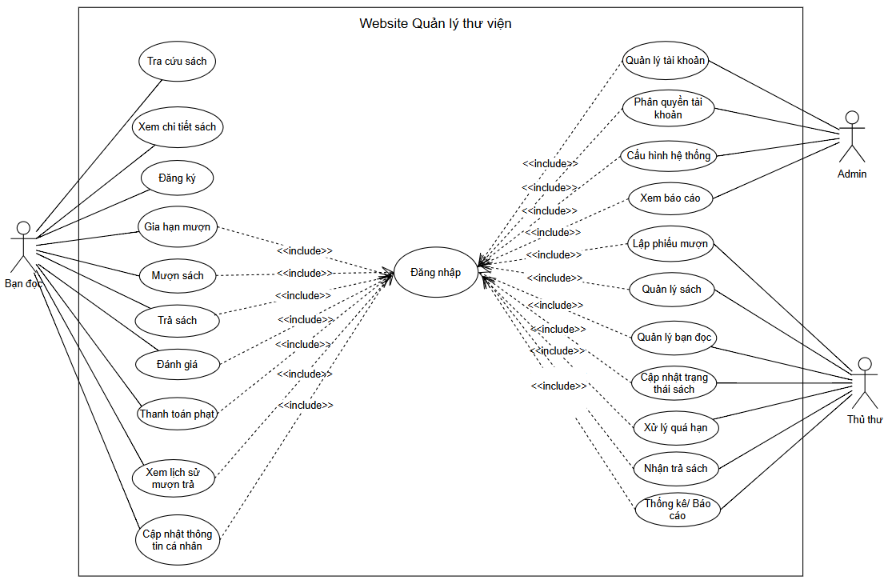 Website Quản lý thư viện
Tra cứu sách
Xem chi tiết sách
Đăng ký
Gia hạn mượn
Mượn sách
Trả sách
Đánh giá
Thanh toán phạt
Xem lịch sử
mượn trả
Cập nhật thông
tin cá nhân
Bạn đọc
<<include>>
<<include>>
<<include>>
<<include>>
<<include>>
<<include>>
<<include>>
Đăng nhập
<<include>>
<<include>>
<<include>>
<<include>>
<<include>>
<<include>>
<<include>>
<<include>>
<<include>>
<<include>>
Quản lý tài khoản
Phân quyền tài
khoản
Cấu hình hệ thống
Xem báo cáo
Lập phiếu mượn
Quản lý sách
Quản lý bạn đọc
Cập nhật trạng
thái sách
Xử lý quá hạn
Nhận trả sách
Thống kê/ Báo
cáo
Admin
Thủ thư